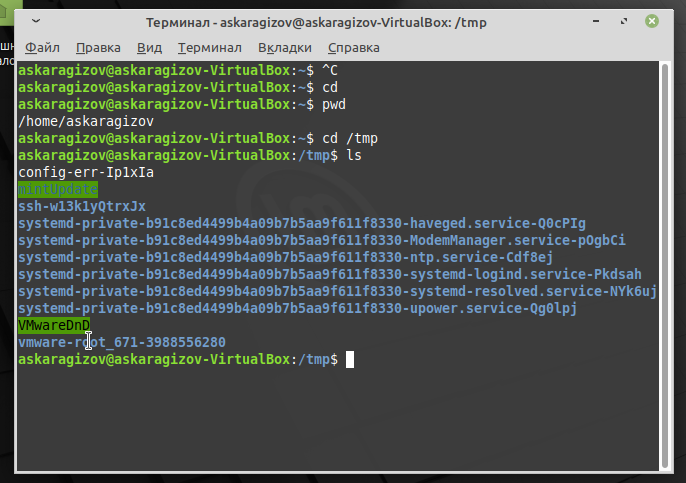 Терминал - askaragizov@askaragizov-VirtualBox: /tmp
Файл Правка Вид Терминал Вкладки Справка
askaragizov@askaragizov-VirtualBox:~$ ^C
askaragizov@askaragizov-VirtualBox:~$ cd
askaragizov@askaragizov-VirtualBox:~$ pwd
/home/askaragizov
askaragizov@askaragizov-VirtualBox:~$ cd /tmp
askaragizov@askaragizov-VirtualBox:/tmp$ ls
config-err-Ip1xIa
mintUpdate
ssh-w13k1yQtrxJx
systemd-private-b91c8ed4499b4a09b7b5aa9f611f8330-haveged.service-Q0cPIg
systemd-private-b91c8ed4499b4a09b7b5aa9f611f8330-ModemManager.service-pOgbCi
systemd-private-b91c8ed4499b4a09b7b5aa9f611f8330-ntp.service-Cdf8ej
systemd-private-b91c8ed4499b4a09b7b5aa9f611f8330-systemd-logind.service-Pkdsah
systemd-private-b91c8ed4499b4a09b7b5aa9f611f8330-systemd-resolved.service-NYk6uj
systemd-private-b91c8ed4499b4a09b7b5aa9f611f8330-upower.service-Qg0lpj
VMwareDnD
vmware-root_671-3988556280
askaragizov@askaragizov-VirtualBox:/tmp$